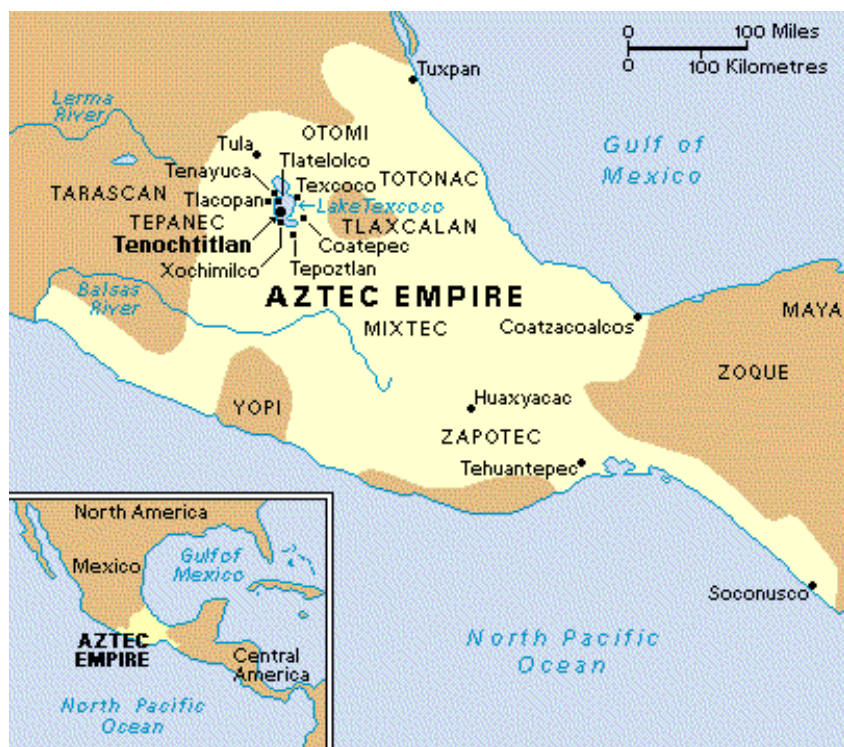 0 100 Miles
0 100 Kilometres
Tuxpan
Lerma
River
Gulf of
Mexico
OTOMI
Tula
Tlatelolco
Tenayuca
Texcoco
TOTONAC
TARASCAN
Tlacopan
←Lake Texcoco
TEPANEC
TLAXCALAN
Tenochtitlan
Coatepec
Xochimilco
Tepoztlan
Balsas
River
AZTEC EMPIRE
MAYA
MIXTEC
Coatzacoalcos
ZOQUE
YOPI
Huaxyacac
ZAPOTEC
Tehuantepec
Soconusco
North Pacific
Ocean
North America
Gulf of
Mexico
Mexico
AZTEC
EMPIRE
Central
America
North Pacific
Ocean